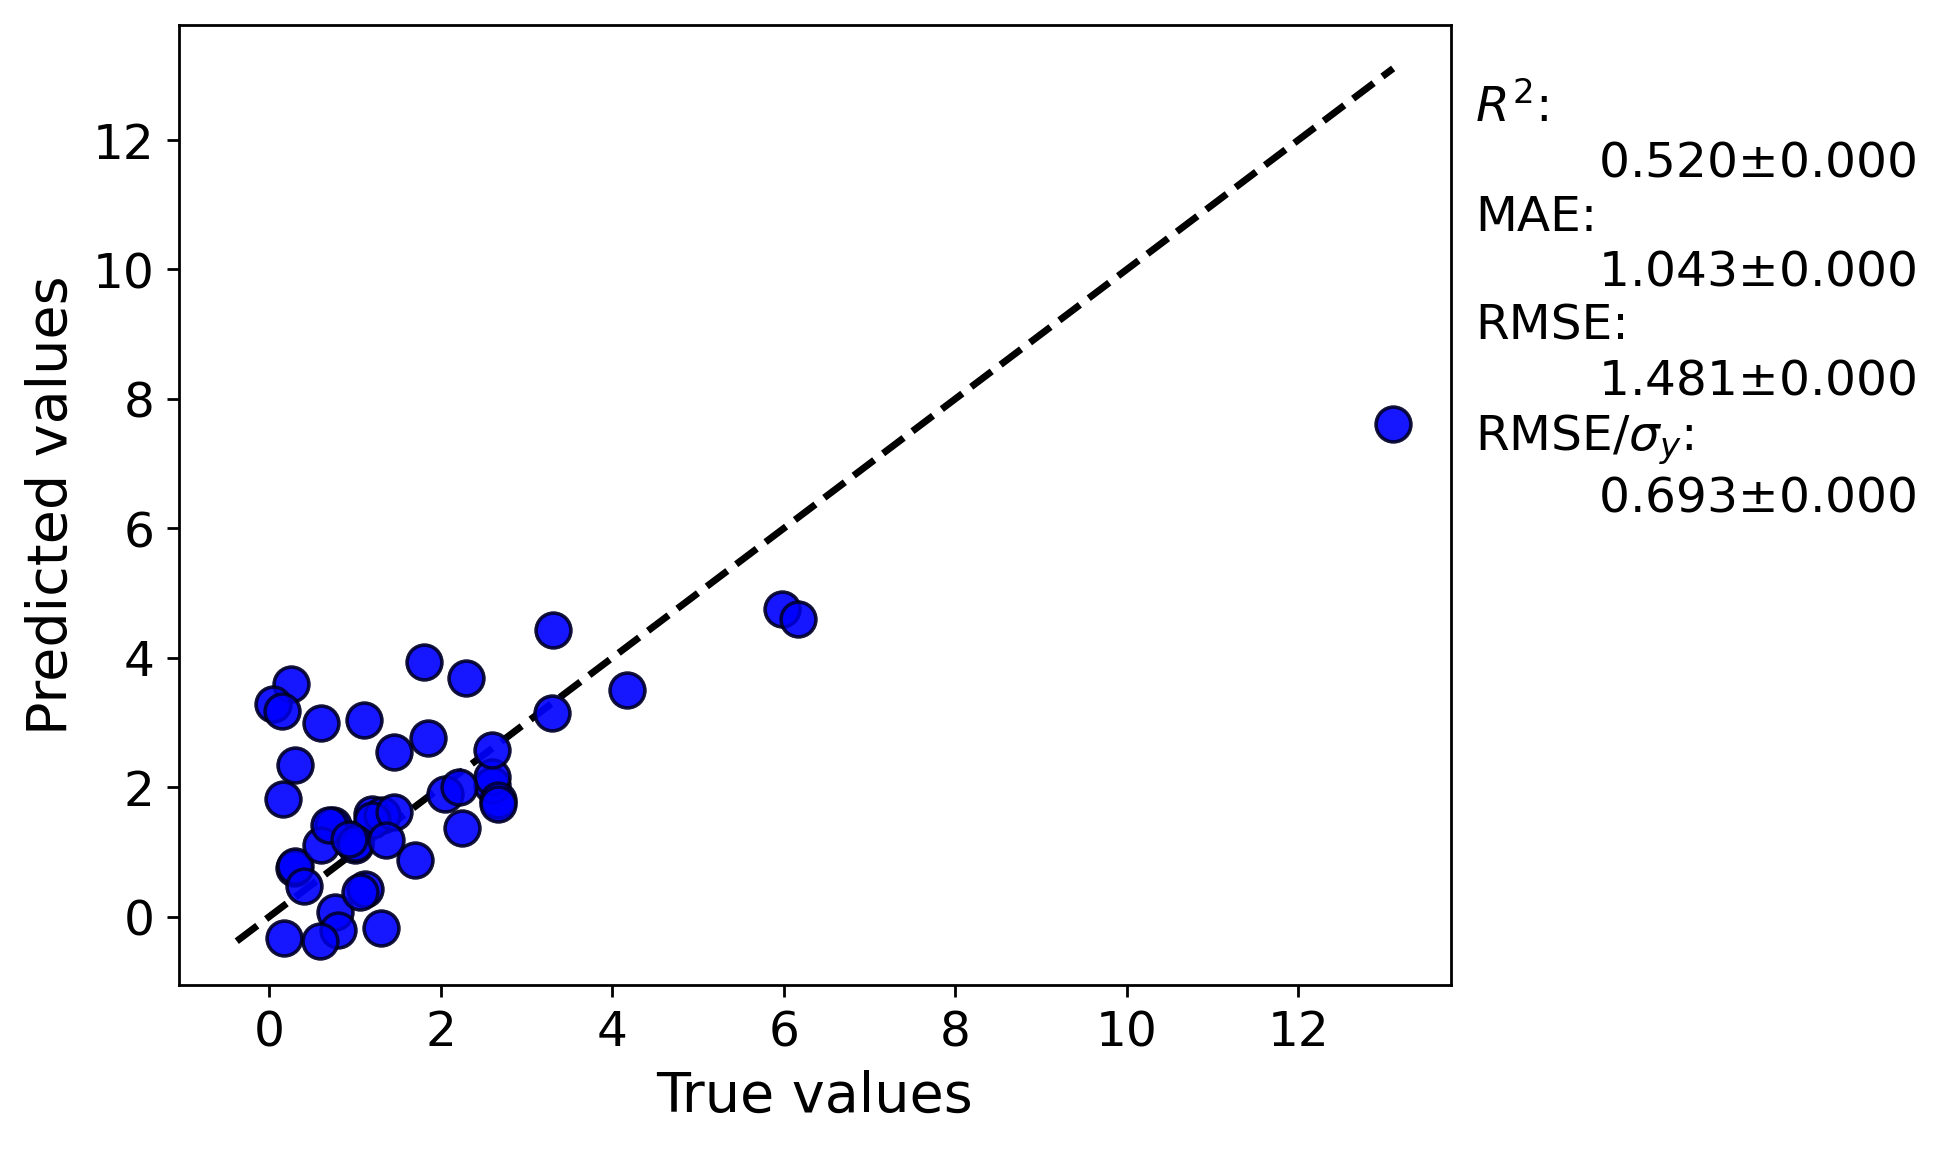 12
10
8
6
4
2
0
Predicted values
0 2 4 6 8 10 12
True values
R²:
0.520±0.000
MAE:
1.043±0.000
RMSE:
1.481±0.000
RMSE/σy:
0.693±0.000